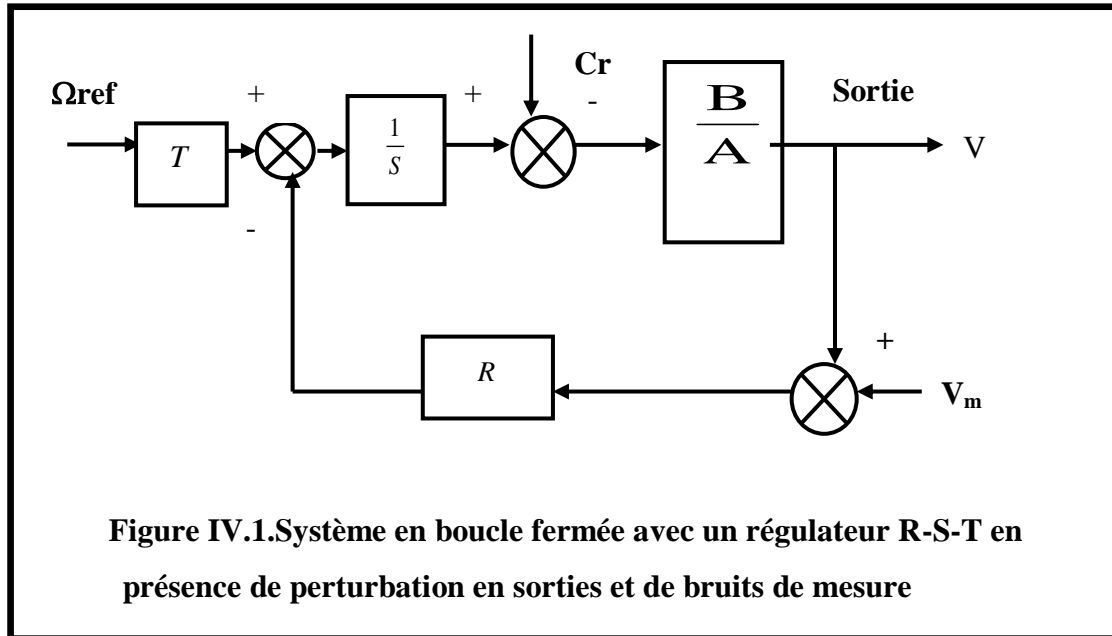 Cr
Ωref + + - Sortie
T
1
S
B
A
V
-
R
+
Vm
Figure IV.1.Système en boucle fermée avec un régulateur R-S-T en
présence de perturbation en sorties et de bruits de mesure